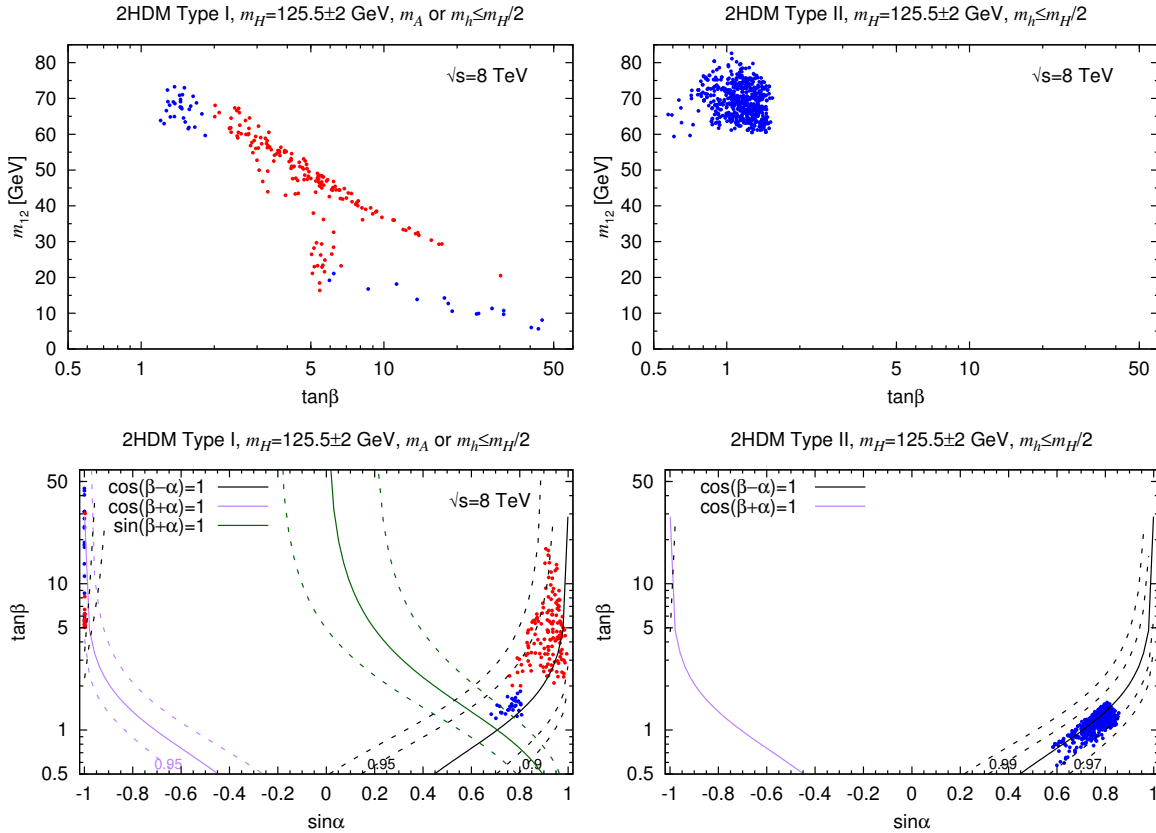 2HDM Type I, m_H=125.5±2 GeV, m_A or m_h≤m_H/2
√s=8 TeV
m_12 [GeV]
80
70
60
50
40
30
20
10
0
0.5 1 5 10 50
tanβ
2HDM Type II, m_H=125.5±2 GeV, m_h≤m_H/2
√s=8 TeV
m_12 [GeV]
80
70
60
50
40
30
20
10
0
0.5 1 5 10 50
tanβ
2HDM Type I, m_H=125.5±2 GeV, m_A or m_h≤m_H/2
cos(β−α)=1
cos(β+α)=1
sin(β+α)=1
√s=8 TeV
tanβ
50
10
5
1
0.5
0.95 0.95 0.9
-1 -0.8 -0.6 -0.4 -0.2 0 0.2 0.4 0.6 0.8 1
sinα
2HDM Type II, m_H=125.5±2 GeV, m_h≤m_H/2
cos(β−α)=1
cos(β+α)=1
tanβ
50
10
5
1
0.5
0.99 0.97
-1 -0.8 -0.6 -0.4 -0.2 0 0.2 0.4 0.6 0.8 1
sinα